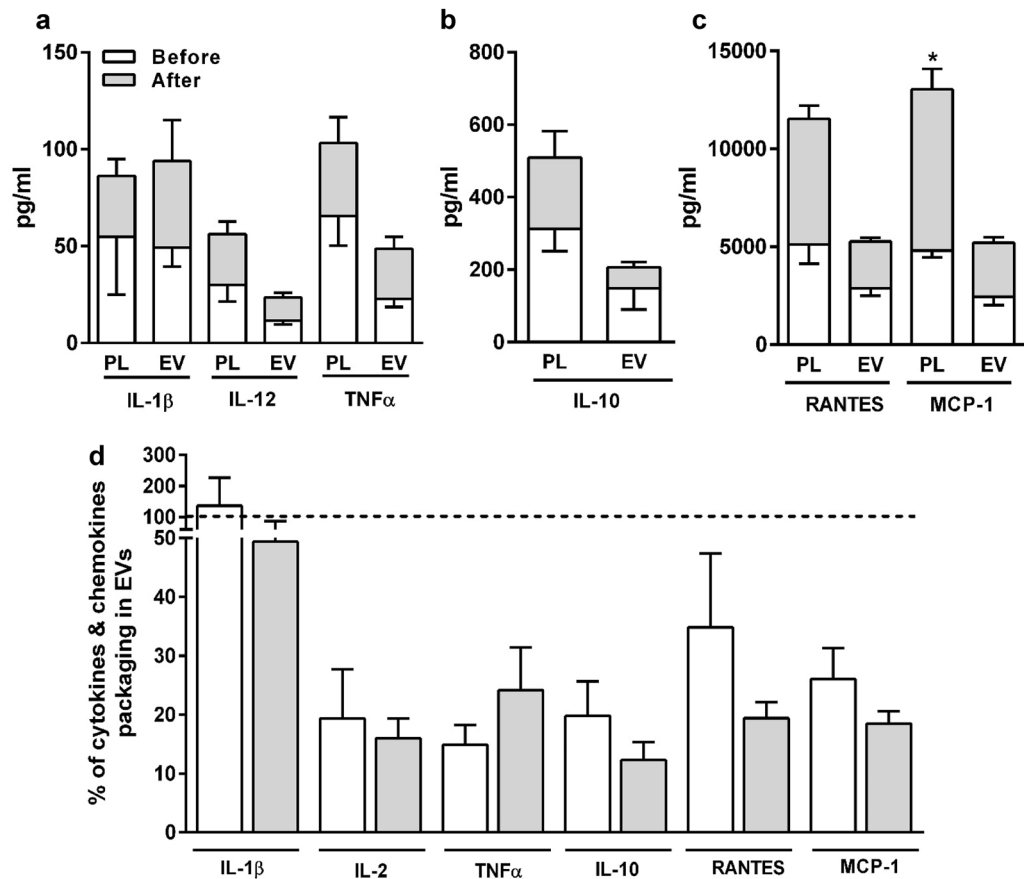 a
150
100
50
0
pg/ml
Before
After
PL EV PL EV PL EV
IL-1β IL-12 TNFα
b
800
600
400
200
0
pg/ml
PL EV
IL-10
c
15000
10000
5000
0
pg/ml
*
PL EV PL EV
RANTES MCP-1
d
300
200
100
50
40
30
20
10
0
% of cytokines & chemokines
packaging in EVs
IL-1β IL-2 TNFα IL-10 RANTES MCP-1